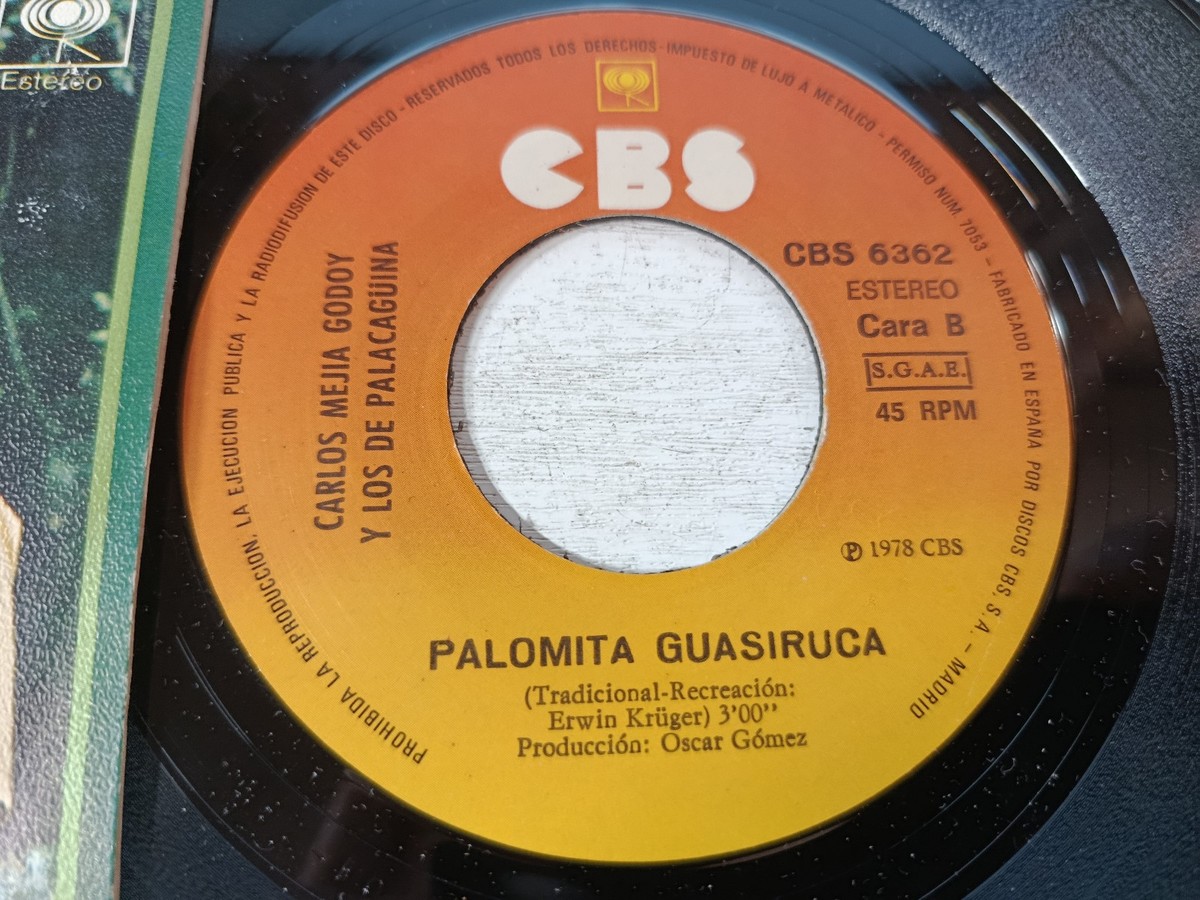 Estereo
PROHIBIDA LA REPRODUCCION, LA EJECUCION PUBLICA Y LA RADIODIFUSION DE ESTE DISCO - RESERVADOS TODOS LOS DERECHOS - IMPUESTO DE LUJO A METALICO - PERMISO NUM. 7053 - FABRICADO EN ESPAÑA POR DISCOS CBS, S.A. - MADRID
CBS
CARLOS MEJIA GODOY
Y LOS DE PALACAGÜINA
CBS 6362
ESTEREO
Cara B
S.G.A.E.
45 RPM
Ⓟ 1978 CBS
PALOMITA GUASIRUCA
(Tradicional-Recreación:
Erwin Krüger) 3'00"
Producción: Oscar Gómez